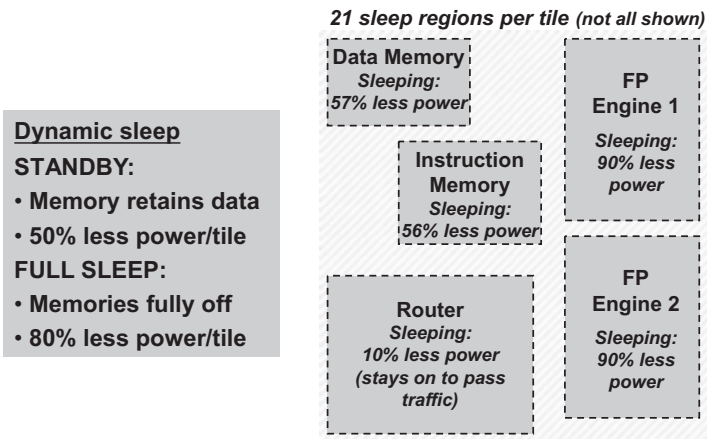 21 sleep regions per tile (not all shown)
Dynamic sleep
STANDBY:
• Memory retains data
• 50% less power/tile
FULL SLEEP:
• Memories fully off
• 80% less power/tile
Data Memory
Sleeping:
57% less power
Instruction
Memory
Sleeping:
56% less power
Router
Sleeping:
10% less power
(stays on to pass
traffic)
FP
Engine 1
Sleeping:
90% less
power
FP
Engine 2
Sleeping:
90% less
power